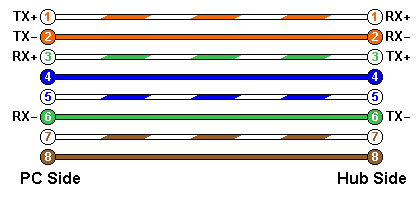 TX+ 1 1 RX+
TX− 2 2 RX−
RX+ 3 3 TX+
4 4
5 5
RX− 6 6 TX−
7 7
8 8
PC Side Hub Side